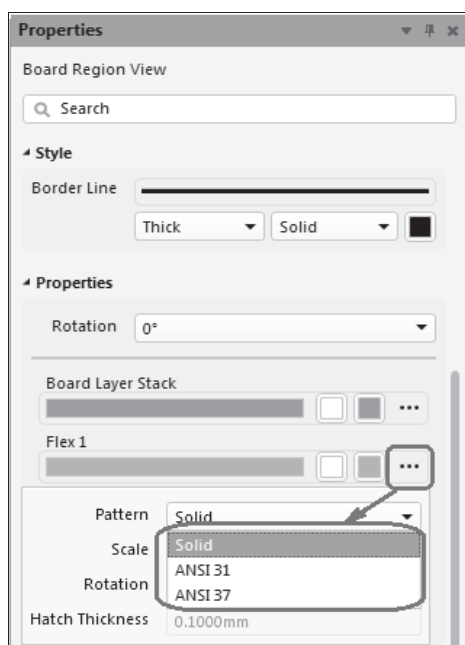 Properties
Board Region View
Search
Style
Border Line
Thick Solid
Properties
Rotation 0°
Board Layer Stack
Flex 1
Pattern Solid
Scale Solid
ANSI 31
Rotation ANSI 37
Hatch Thickness 0.1000mm